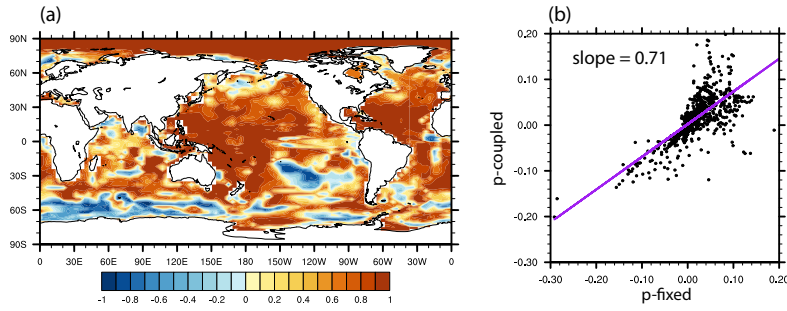 (a)
(b)
90N
60N
30N
0
30S
60S
90S
0 30E 60E 90E 120E 150E 180 150W 120W 90W 60W 30W 0
-1 -0.8 -0.6 -0.4 -0.2 0 0.2 0.4 0.6 0.8 1
slope = 0.71
p-coupled
0.20
0.20
0.10
0.00
-0.10
-0.20
-0.30
-0.30 -0.20 -0.10 0.00 0.10 0.20
p-fixed